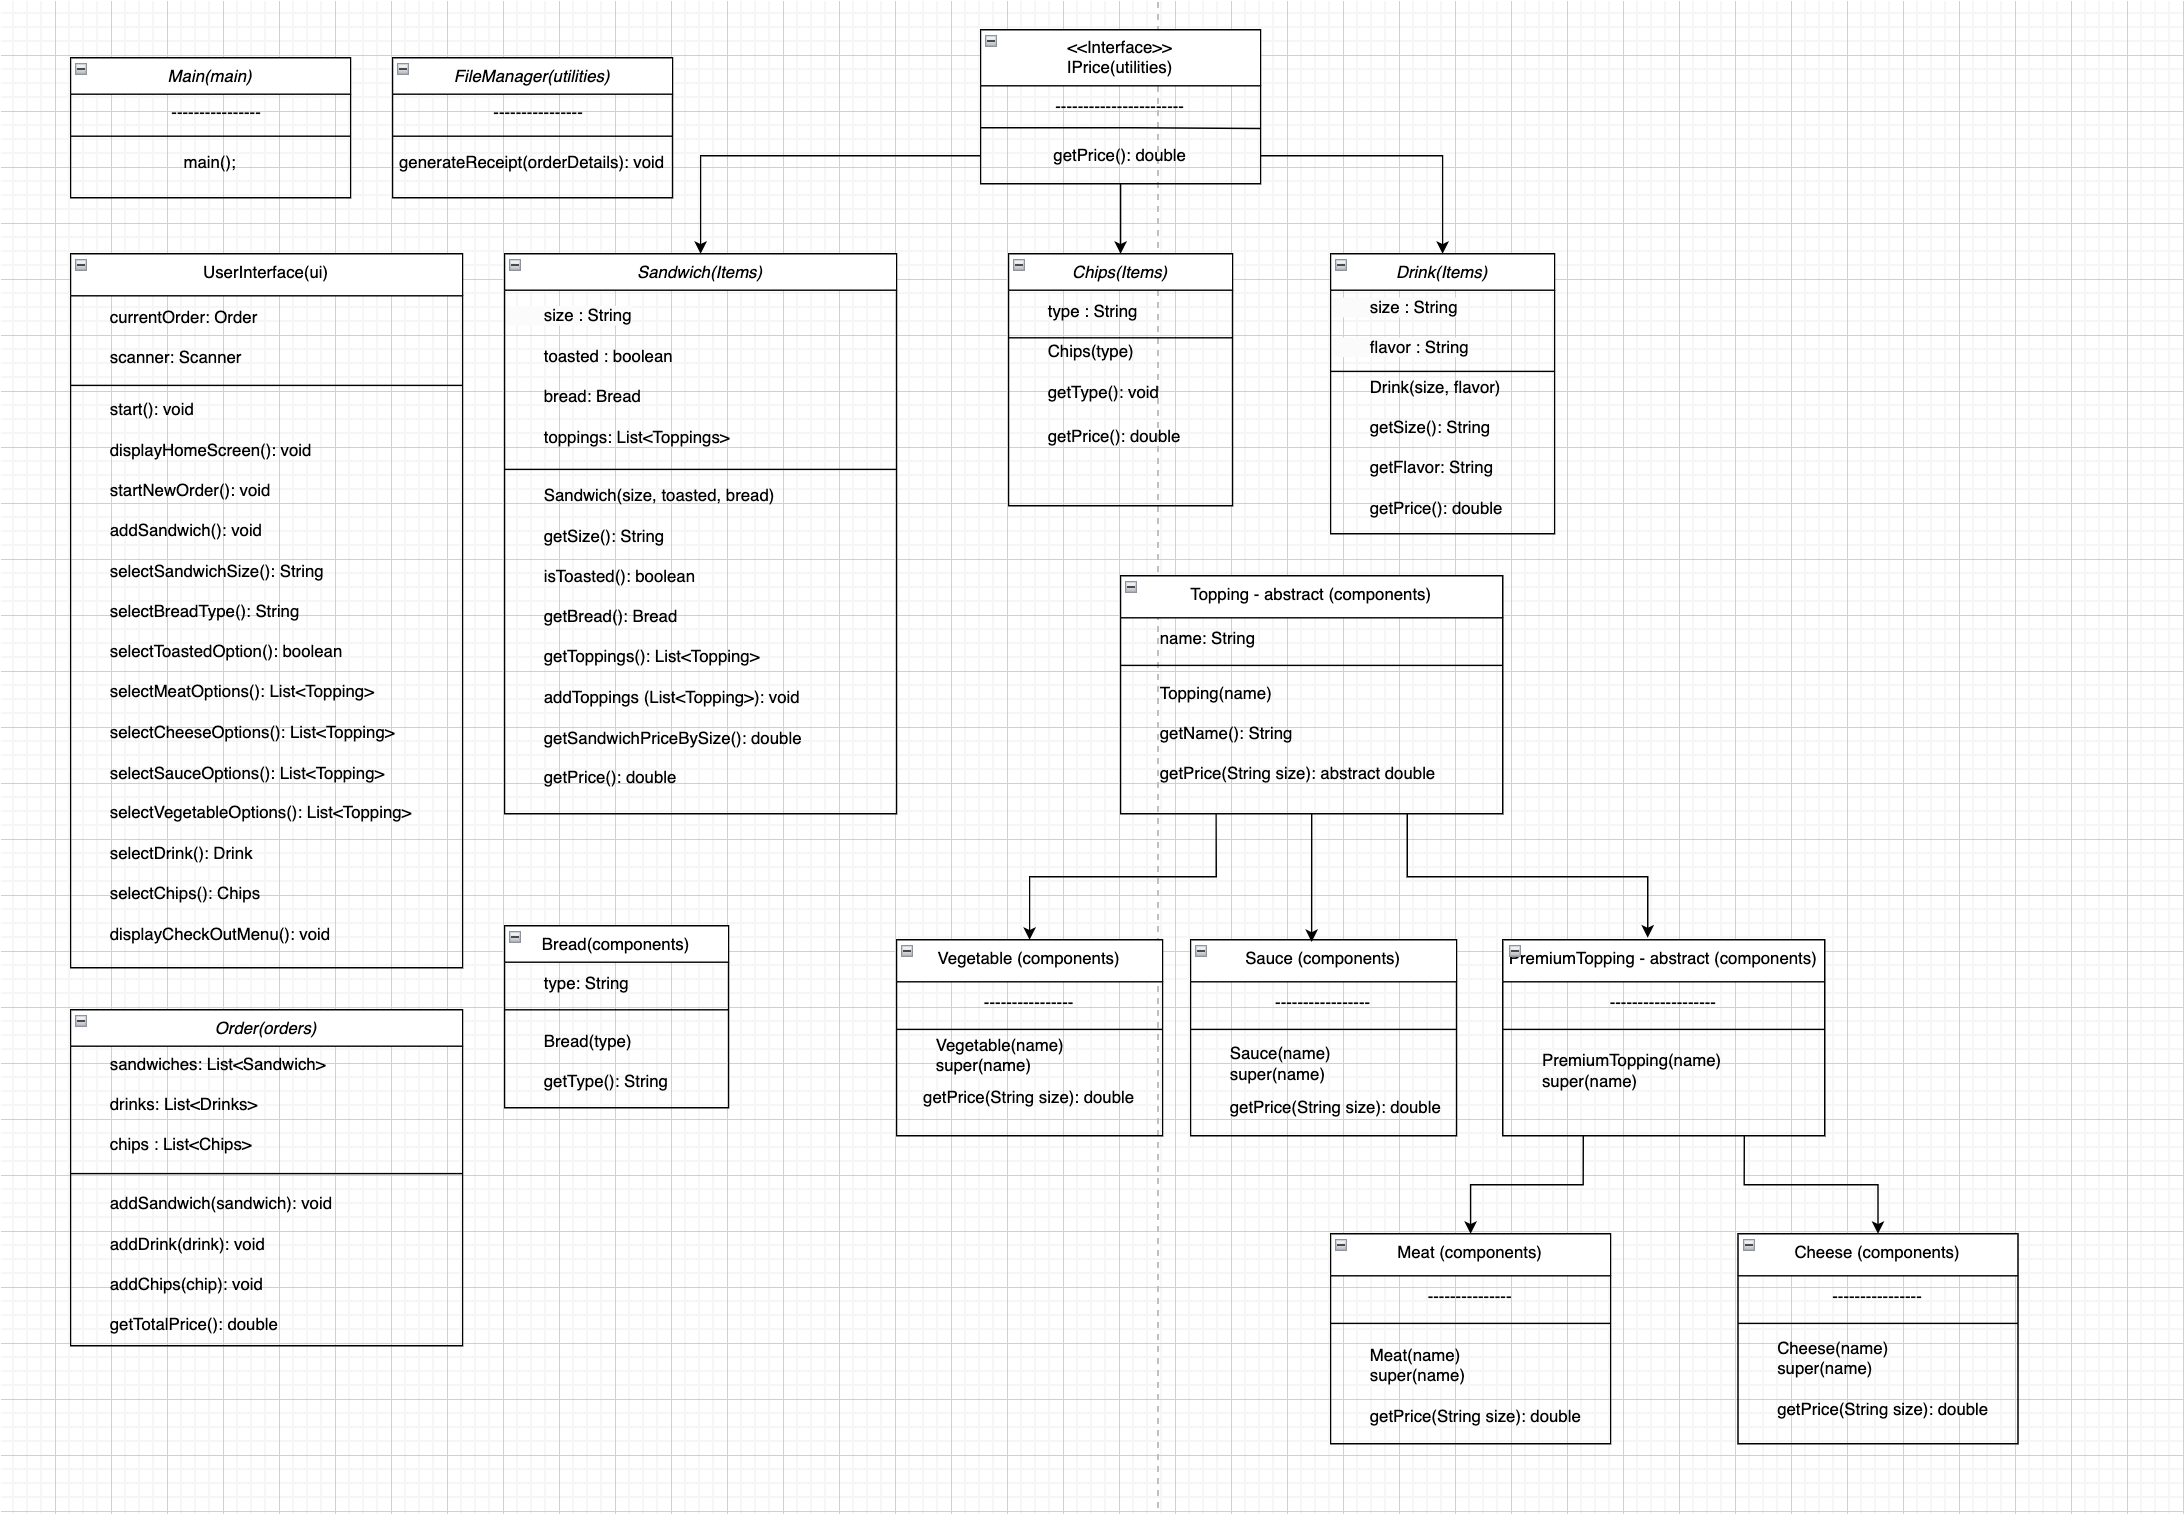 Main(main)
----------------
main();
FileManager(utilities)
----------------
generateReceipt(orderDetails): void
<<Interface>>
IPrice(utilities)
-----------------------
getPrice(): double
UserInterface(ui)
currentOrder: Order
scanner: Scanner
start(): void
displayHomeScreen(): void
startNewOrder(): void
addSandwich(): void
selectSandwichSize(): String
selectBreadType(): String
selectToastedOption(): boolean
selectMeatOptions(): List<Topping>
selectCheeseOptions(): List<Topping>
selectSauceOptions(): List<Topping>
selectVegetableOptions(): List<Topping>
selectDrink(): Drink
selectChips(): Chips
displayCheckOutMenu(): void
Sandwich(Items)
size : String
toasted : boolean
bread: Bread
toppings: List<Toppings>
Sandwich(size, toasted, bread)
getSize(): String
isToasted(): boolean
getBread(): Bread
getToppings(): List<Topping>
addToppings (List<Topping>): void
getSandwichPriceBySize(): double
getPrice(): double
Chips(Items)
type : String
Chips(type)
getType(): void
getPrice(): double
Drink(Items)
size : String
flavor : String
Drink(size, flavor)
getSize(): String
getFlavor: String
getPrice(): double
Topping - abstract (components)
name: String
Topping(name)
getName(): String
getPrice(String size): abstract double
Order(orders)
sandwiches: List<Sandwich>
drinks: List<Drinks>
chips : List<Chips>
addSandwich(sandwich): void
addDrink(drink): void
addChips(chip): void
getTotalPrice(): double
Bread(components)
type: String
Bread(type)
getType(): String
Vegetable (components)
----------------
Vegetable(name)
super(name)
getPrice(String size): double
Sauce (components)
-----------------
Sauce(name)
super(name)
getPrice(String size): double
PremiumTopping - abstract (components)
-------------------
PremiumTopping(name)
super(name)
Meat (components)
---------------
Meat(name)
super(name)
getPrice(String size): double
Cheese (components)
----------------
Cheese(name)
super(name)
getPrice(String size): double